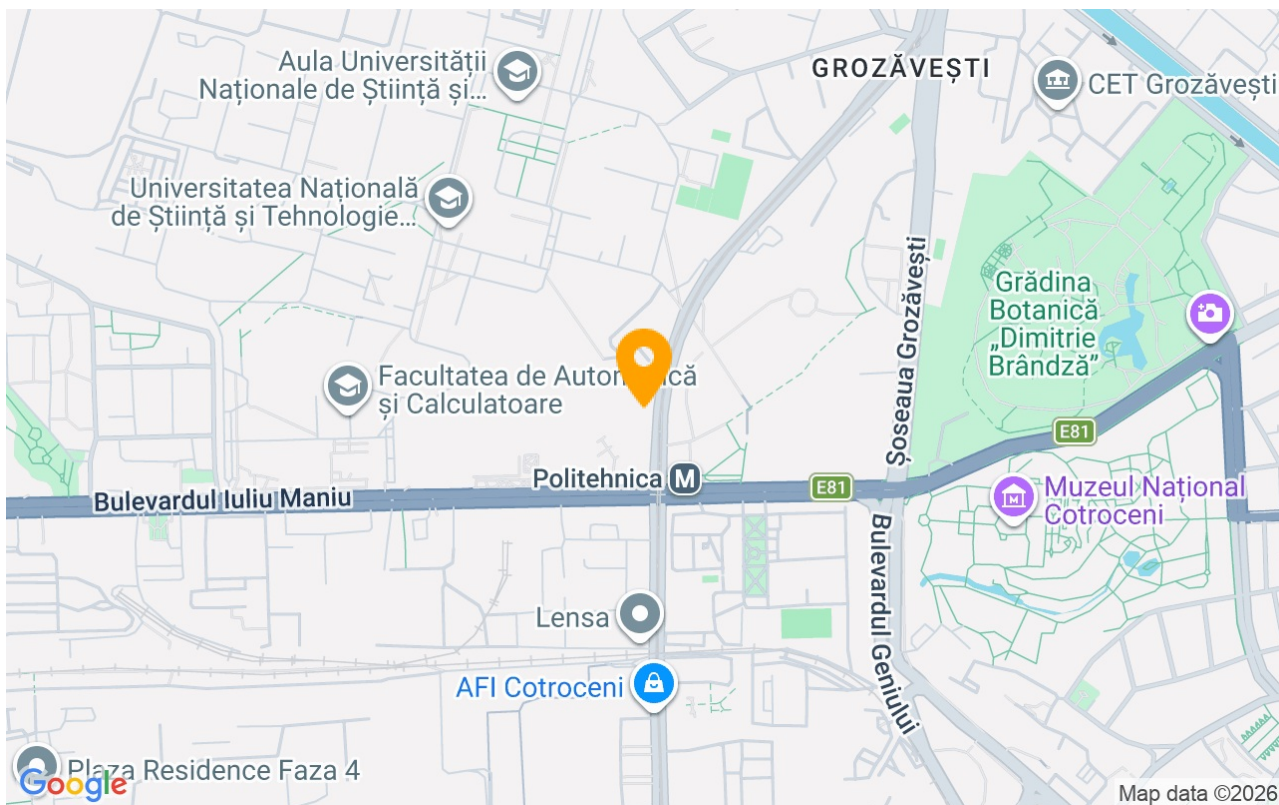 Aula Universității
Naționale de Știință și...
GROZĂVEȘTI
CET Grozăvești
Universitatea Națională
de Știință și Tehnologie...
Șoseaua Grozăvești
Grădina
Botanică
„Dimitrie
Brândză”
Facultatea de Automatică
și Calculatoare
E81
Politehnica M
E81
Bulevardul Iuliu Maniu
Muzeul Național
Cotroceni
Bulevardul Geniului
Lensa
AFI Cotroceni
Plaza Residence Faza 4
Google
Map data ©2026